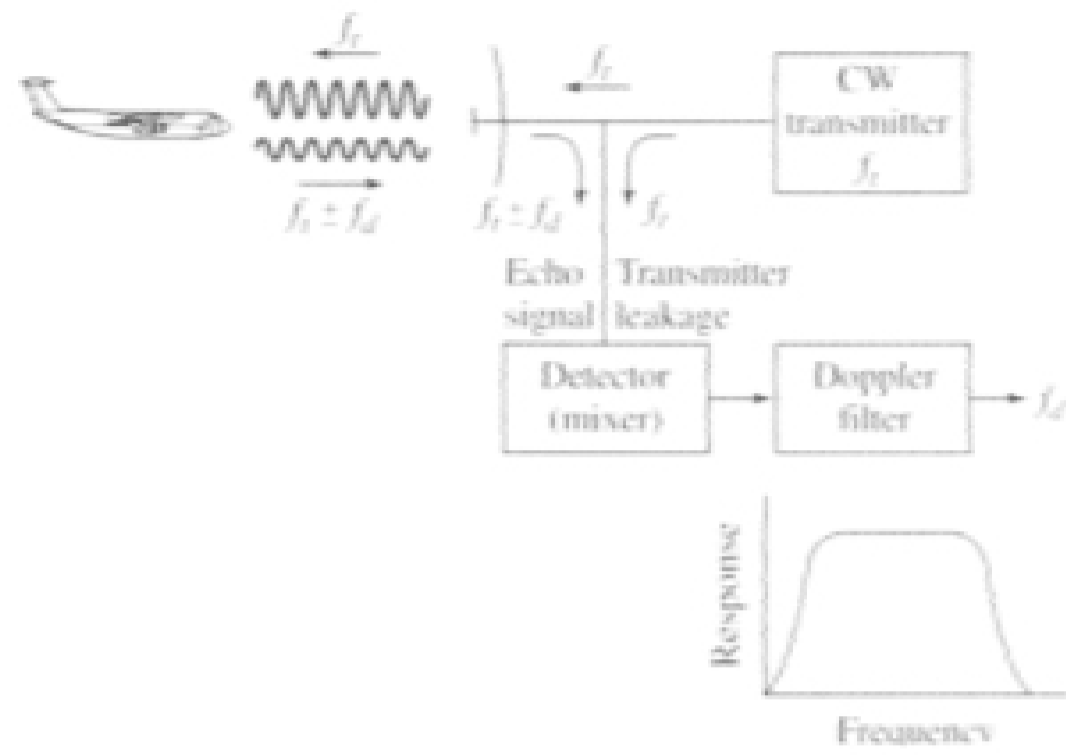 f_t
f_t
CW
transmitter
f_t
f_t ± f_d
f_t ± f_d
f_t
Echo
signal
Transmitter
leakage
Detector
(mixer)
Doppler
filter
f_d
Response
Frequency